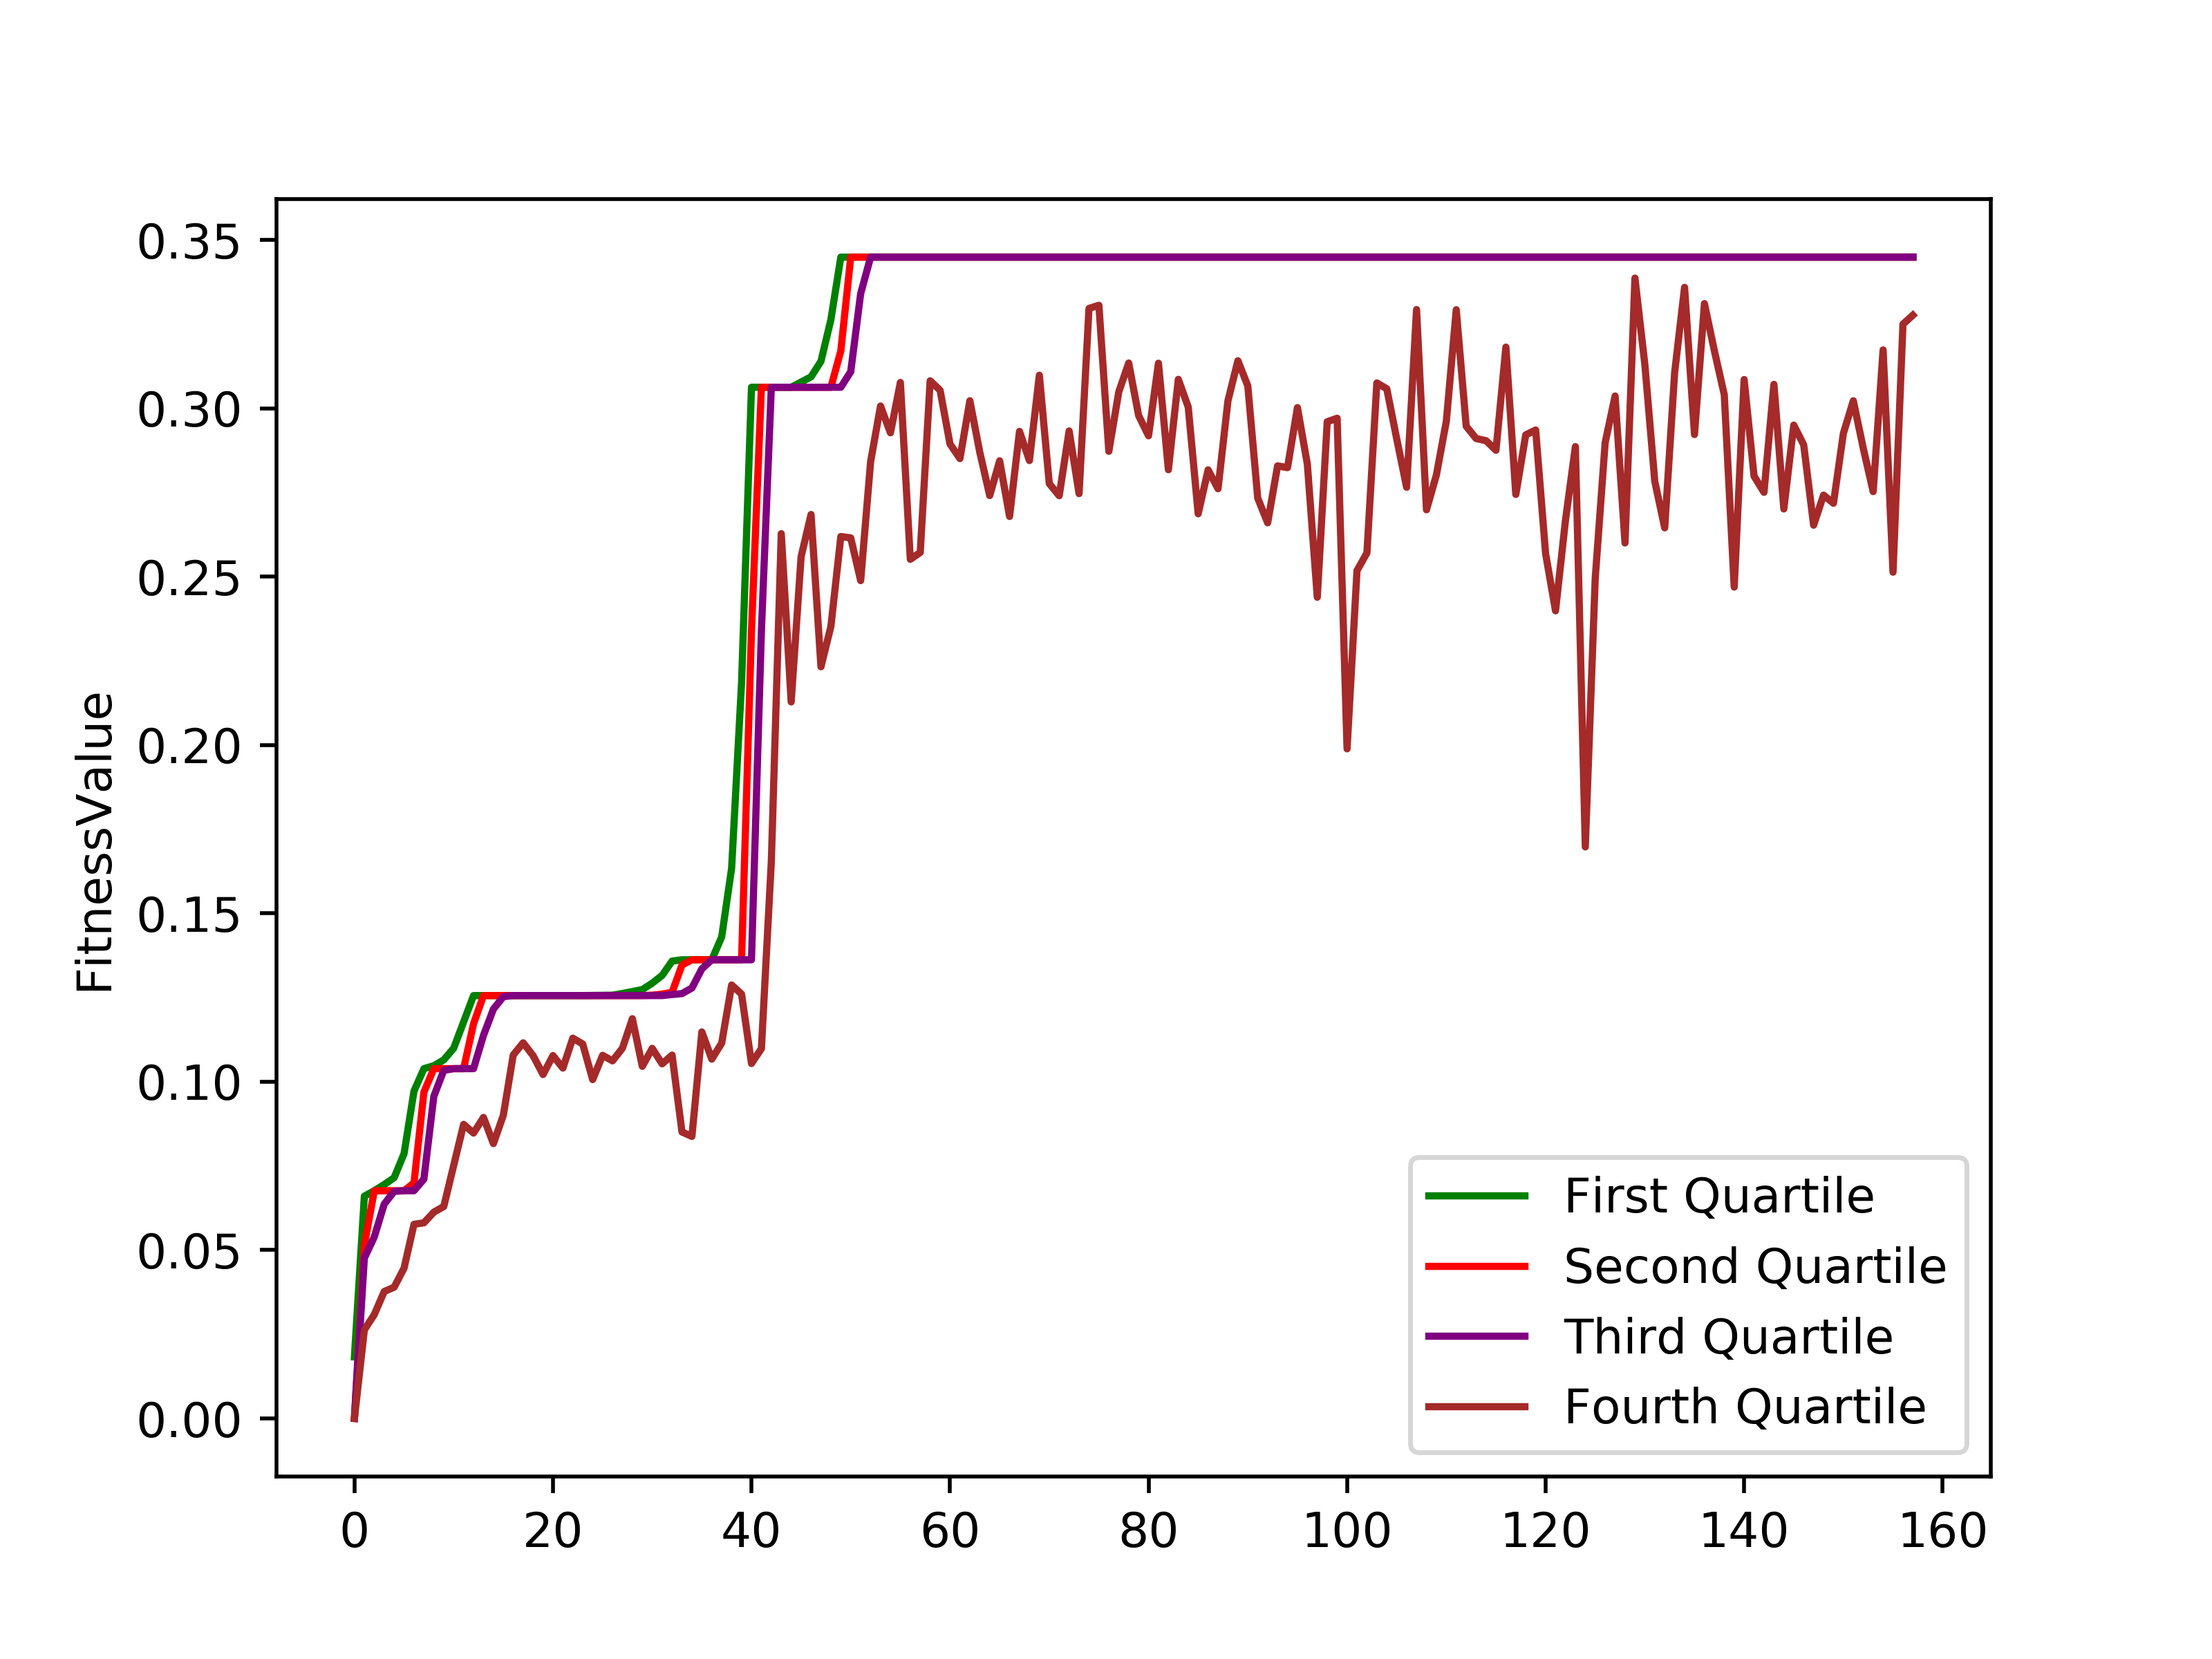 FitnessValue
0.35
0.30
0.25
0.20
0.15
0.10
0.05
0.00
0 20 40 60 80 100 120 140 160
First Quartile
Second Quartile
Third Quartile
Fourth Quartile